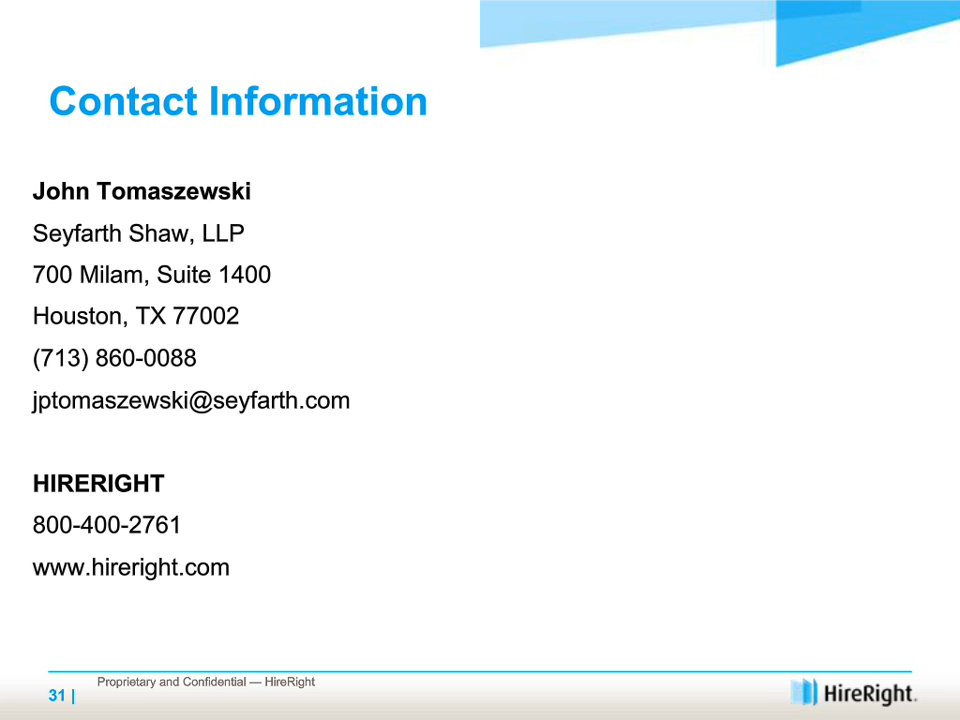 Contact Information
John Tomaszewski
Seyfarth Shaw, LLP
700 Milam, Suite 1400
Houston, TX 77002
(713) 860-0088
jptomaszewski@seyfarth.com
HIRERIGHT
800-400-2761
www.hireright.com
Proprietary and Confidential — HireRight
31 |
HireRight.